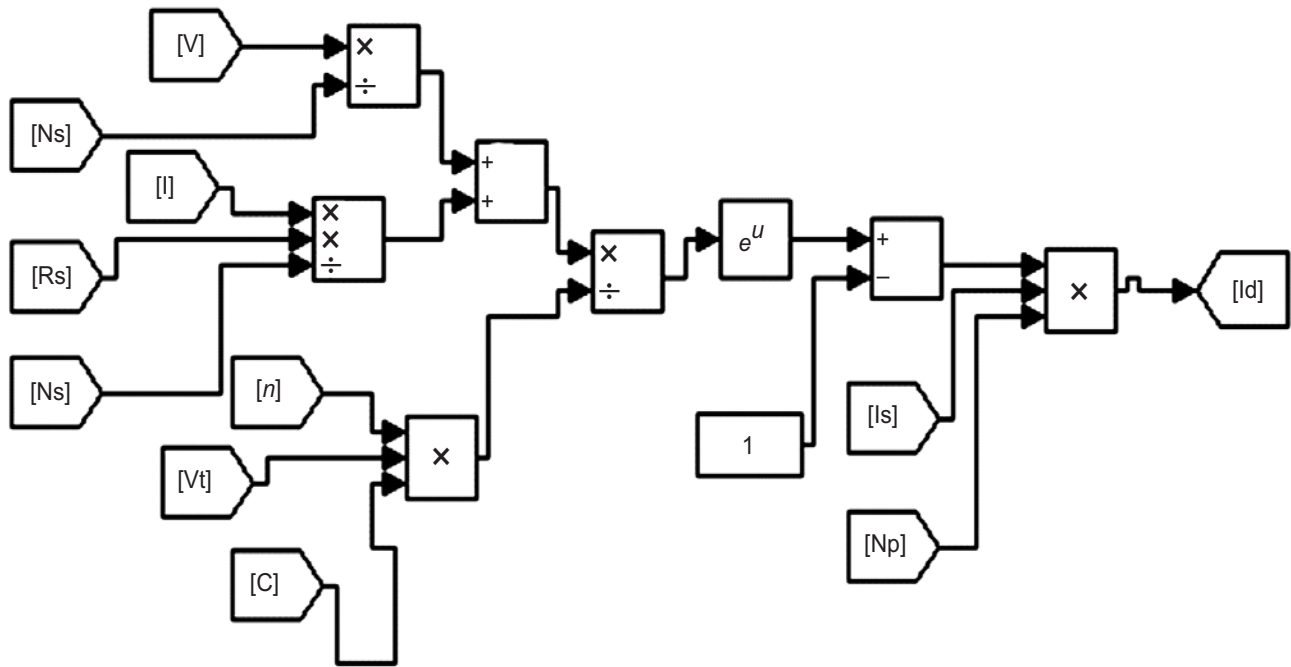 [V]
×
÷
[Ns]
[I]
×
×
÷
[Rs]
[Ns]
+
+
[n]
[Vt]
[C]
×
×
÷
e^u
+
−
1
[Is]
[Np]
×
[Id]